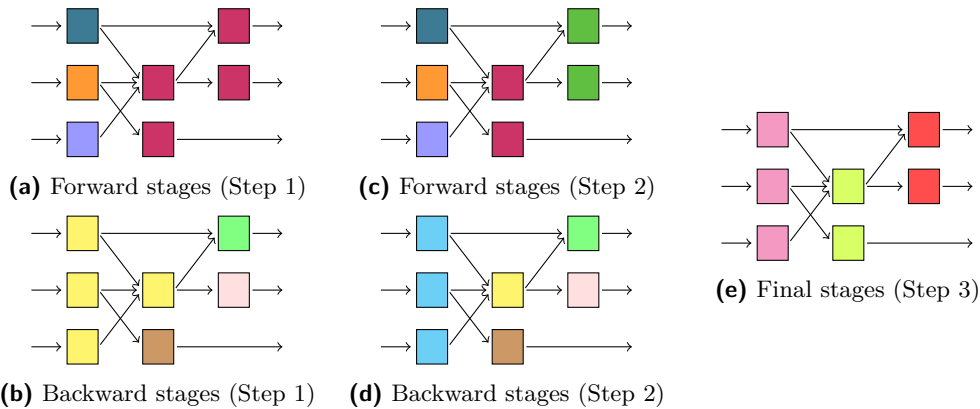 (a) Forward stages (Step 1)
(c) Forward stages (Step 2)
(b) Backward stages (Step 1)
(d) Backward stages (Step 2)
(e) Final stages (Step 3)